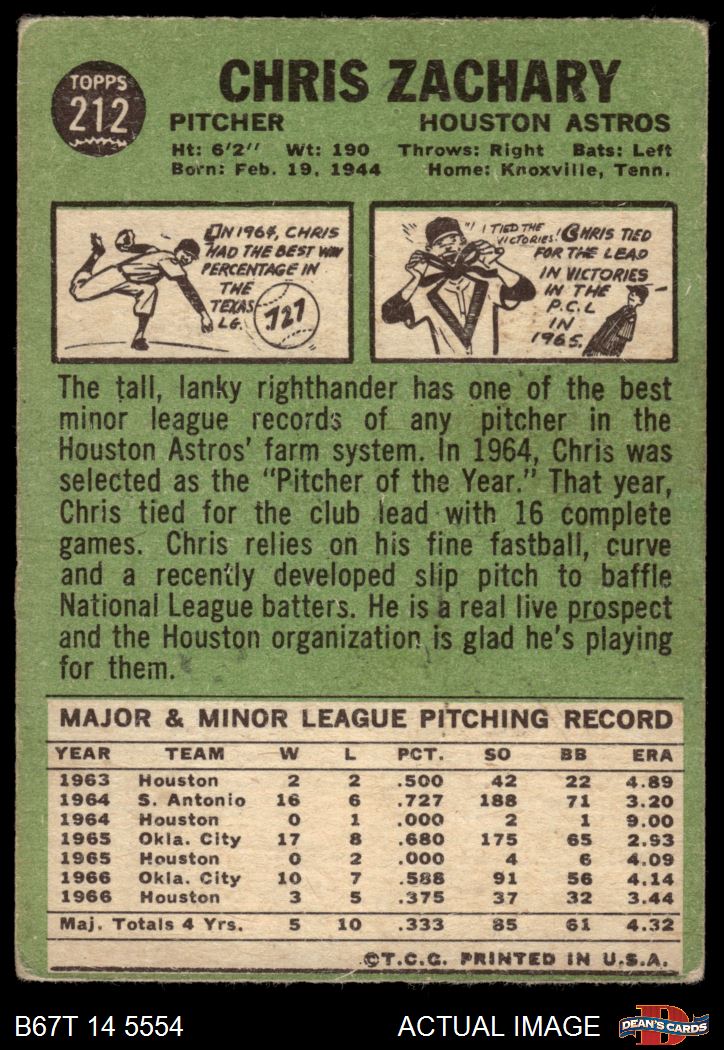 TOPPS
212
CHRIS ZACHARY
PITCHER HOUSTON ASTROS
Ht: 6'2" Wt: 190 Throws: Right Bats: Left
Born: Feb. 19, 1944 Home: Knoxville, Tenn.
IN 1964, CHRIS
HAD THE BEST WIN
PERCENTAGE IN
THE
TEXAS
LG.
.727
"I TIED THE
VICTORIES!
CHRIS TIED
FOR THE LEAD
IN VICTORIES
IN THE
P.C.L
IN
1965.
The tall, lanky righthander has one of the best
minor league records of any pitcher in the
Houston Astros' farm system. In 1964, Chris was
selected as the "Pitcher of the Year." That year,
Chris tied for the club lead with 16 complete
games. Chris relies on his fine fastball, curve
and a recently developed slip pitch to baffle
National League batters. He is a real live prospect
and the Houston organization is glad he's playing
for them.
MAJOR & MINOR LEAGUE PITCHING RECORD
YEAR TEAM W L PCT. SO BB ERA
1963 Houston 2 2 .500 42 22 4.89
1964 S. Antonio 16 6 .727 188 71 3.20
1964 Houston 0 1 .000 2 1 9.00
1965 Okla. City 17 8 .680 175 65 2.93
1965 Houston 0 2 .000 4 6 4.09
1966 Okla. City 10 7 .588 91 56 4.14
1966 Houston 3 5 .375 37 32 3.44
Maj. Totals 4 Yrs. 5 10 .333 85 61 4.32
©T.C.G. PRINTED IN U.S.A.
B67T 14 5554 ACTUAL IMAGE
D
DEAN'S CARDS